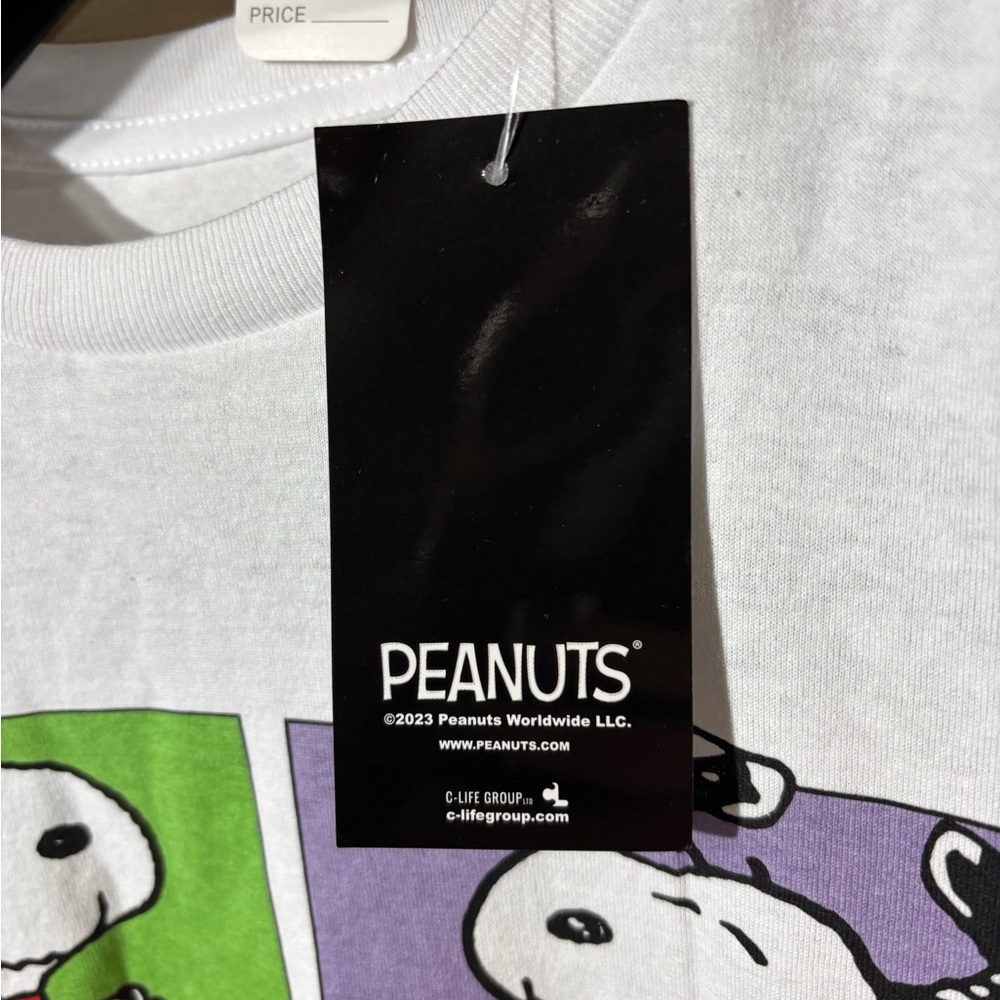 PRICE
PEANUTS®
©2023 Peanuts Worldwide LLC.
WWW.PEANUTS.COM
C-LIFE GROUP LTD
c-lifegroup.com